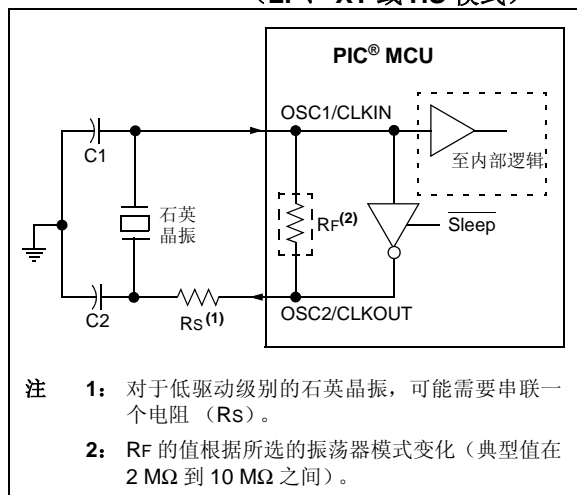 （LP、XT 或 HS 模式）
PIC® MCU
OSC1/CLKIN
C1
至内部逻辑
石英
晶振
RF(2)
Sleep
C2
RS(1)
OSC2/CLKOUT
注 1： 对于低驱动级别的石英晶振，可能需要串联一
个电阻 （RS）。
2： RF 的值根据所选的振荡器模式变化（典型值在
2 MΩ 到 10 MΩ 之间）。